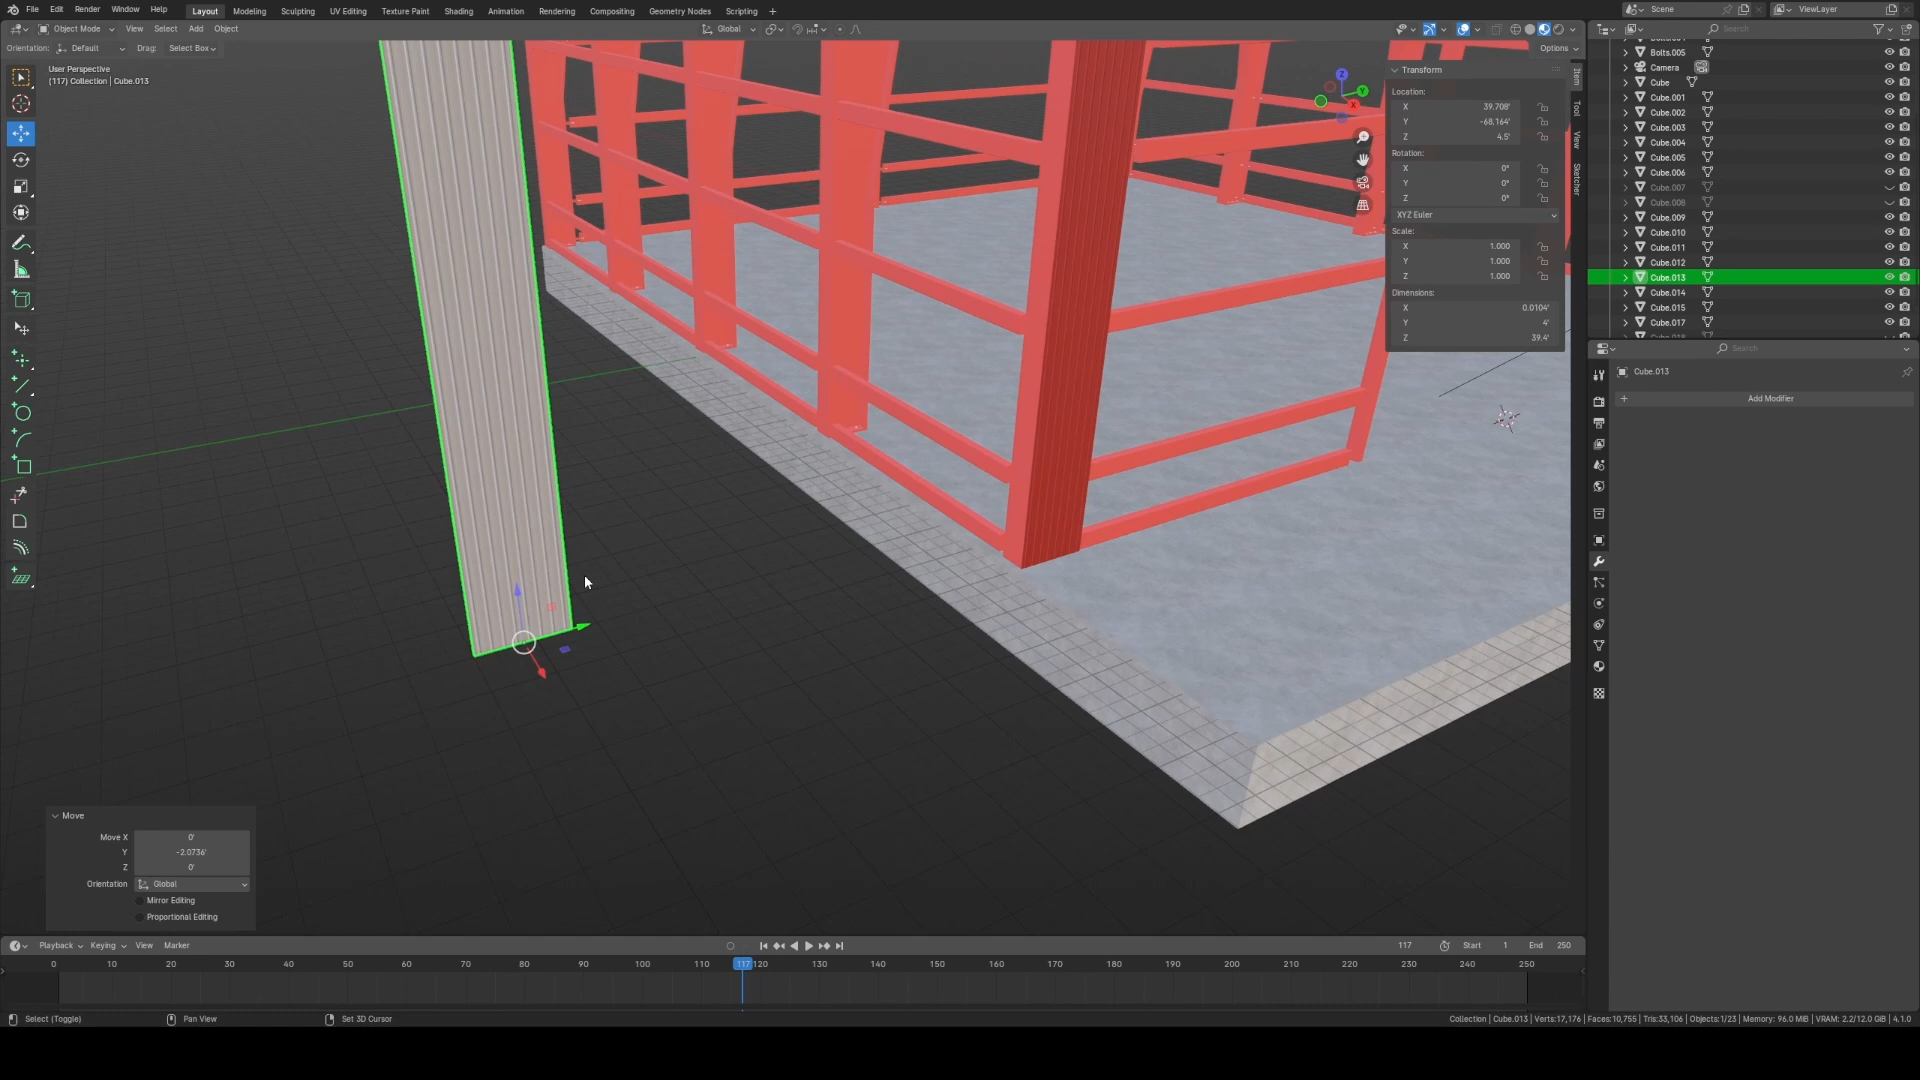 File Edit Render Window Help Layout Modeling Sculpting UV Editing Texture Paint Shading Animation Rendering Compositing Geometry Nodes Scripting + Scene ViewLayer
Object Mode View Select Add Object Global Search
Orientation: Default Drag: Select Box Options
User Perspective
(117) Collection | Cube.013
Transform
Location:
X 39.708'
Y -68.164'
Z 4.5'
Rotation:
X 0°
Y 0°
Z 0°
XYZ Euler
Scale:
X 1.000
Y 1.000
Z 1.000
Dimensions:
X 0.0104'
Y 4'
Z 39.4'
Item
Tool
View
Sketcher
Z
Y
X
Bolts.005
Camera
Cube
Cube.001
Cube.002
Cube.003
Cube.004
Cube.005
Cube.006
Cube.007
Cube.008
Cube.009
Cube.010
Cube.011
Cube.012
Cube.013
Cube.014
Cube.015
Cube.017
Search
Cube.013
+ Add Modifier
Move
Move X 0'
Y -2.0736'
Z 0'
Orientation Global
Mirror Editing
Proportional Editing
Playback Keying View Marker 117 Start 1 End 250
0 10 20 30 40 50 60 70 80 90 100 110 117 120 130 140 150 160 170 180 190 200 210 220 230 240 250
Select (Toggle) Pan View Set 3D Cursor Collection | Cube.013 | Verts:17,176 | Faces:10,755 | Tris:33,106 | Objects:1/23 | Memory: 96.0 MiB | VRAM: 2.2/12.0 GiB | 4.1.0